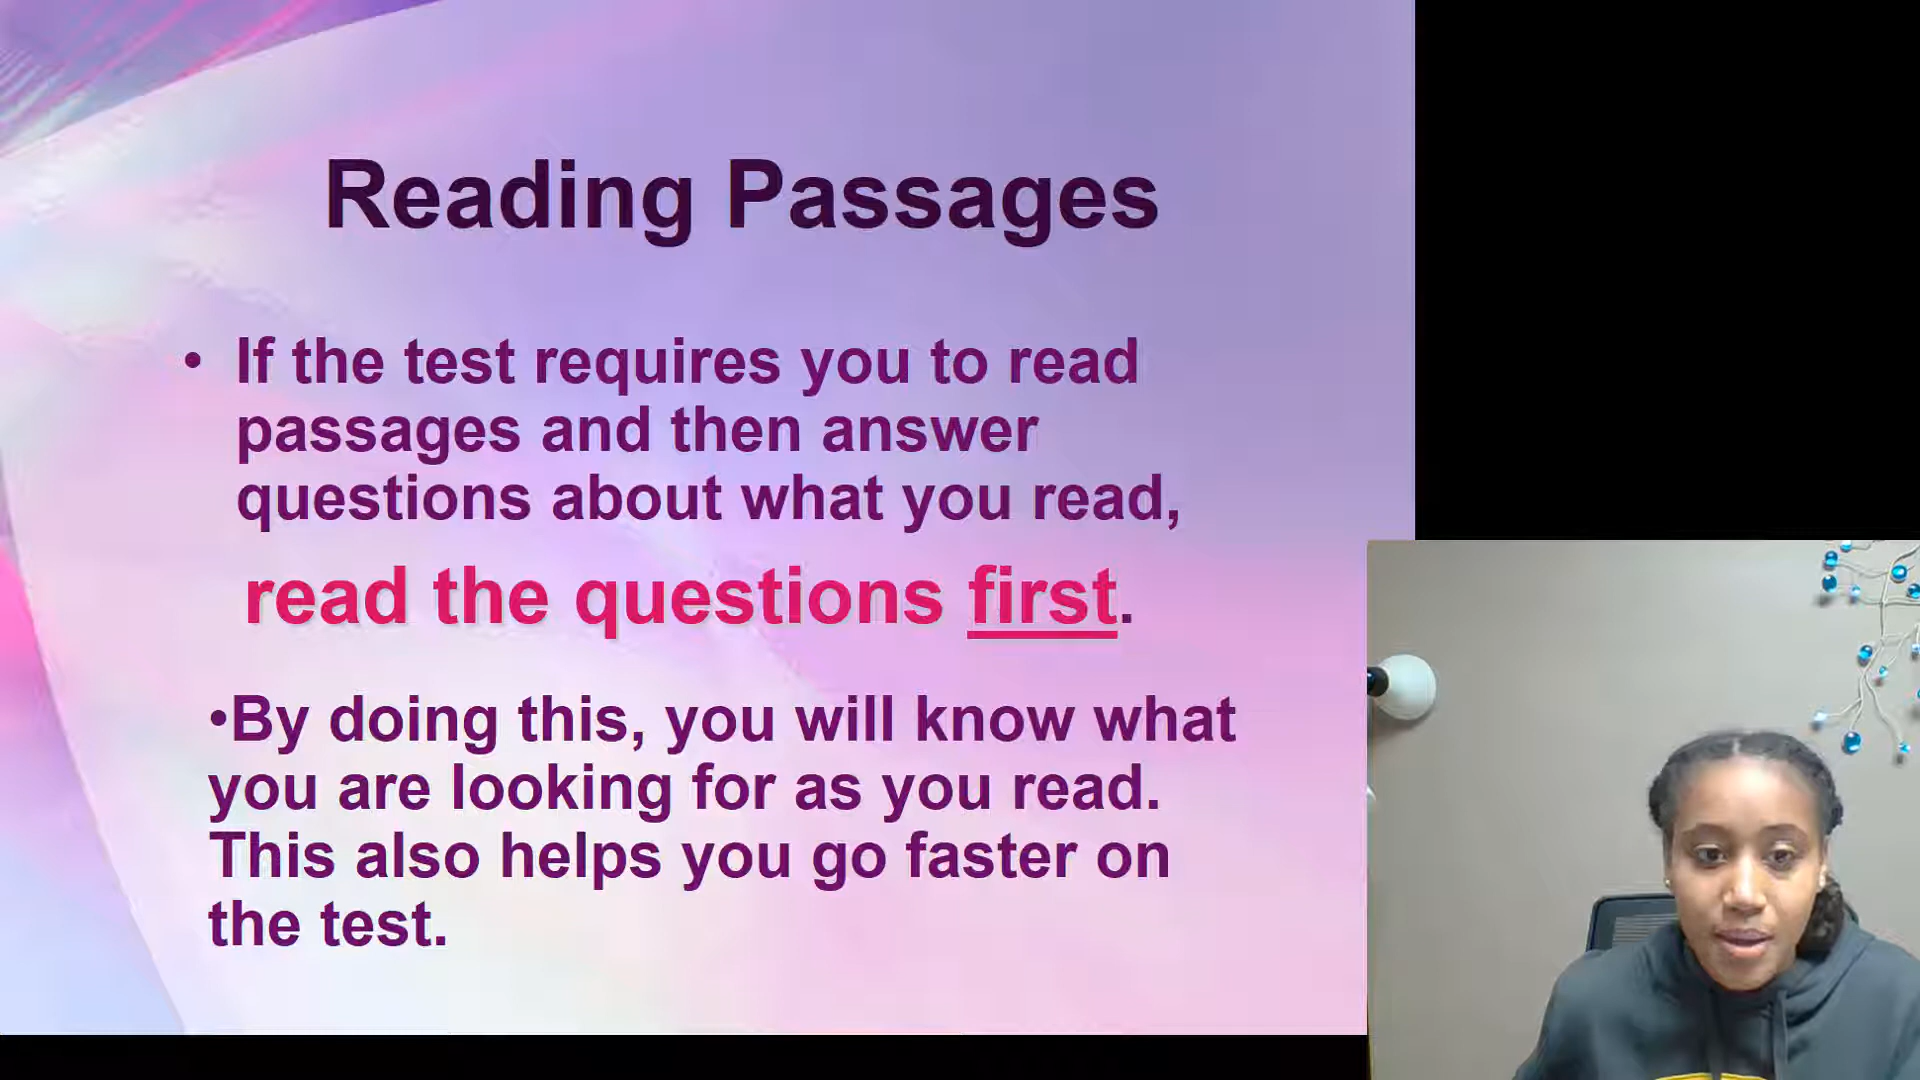 Reading Passages
• If the test requires you to read
passages and then answer
questions about what you read,
read the questions first.
•By doing this, you will know what
you are looking for as you read.
This also helps you go faster on
the test.